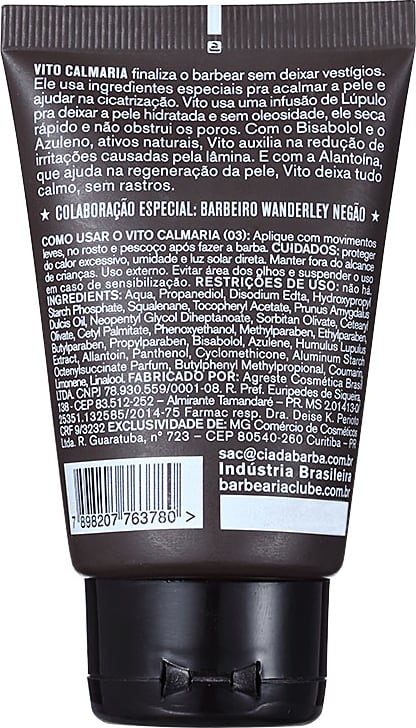 VITO CALMARIA finaliza o barbear sem deixar vestígios.
Ele usa ingredientes especiais pra acalmar a pele e
ajudar na cicatrização. Vito usa uma infusão de Lúpulo
pra deixar a pele hidratada e sem oleosidade, ele seca
rápido e não obstrui os poros. Com o Bisabolol e o
Azuleno, ativos naturais, Vito auxilia na redução de
irritações causadas pela lâmina. E com a Alantoína,
que ajuda na regeneração da pele, Vito deixa tudo
calmo, sem rastros.
★ COLABORAÇÃO ESPECIAL: BARBEIRO WANDERLEY NEGÃO ★
COMO USAR O VITO CALMARIA (03): Aplique com movimentos
leves, no rosto e pescoço após fazer a barba. CUIDADOS: proteger
do calor excessivo, umidade e luz solar direta. Manter fora do alcance
de crianças. Uso externo. Evitar área dos olhos e suspender o uso
em caso de sensibilização. RESTRIÇÕES DE USO: não há.
INGREDIENTS: Aqua, Propanediol, Disodium Edta, Hydroxypropyl
Starch Phosphate, Squalenane, Tocopheryl Acetate, Prunus Amygdalus
Dulcis Oil, Neopentyl Glycol Diheptanoate, Sorbitan Olivate, Cetearyl
Olivate, Cetyl Palmitate, Phenoxyethanol, Methylparaben, Ethylparaben,
Butylparaben, Propylparaben, Bisabolol, Azulene, Humulus Lupulus
Extract, Allantoin, Panthenol, Cyclomethicone, Aluminum Starch
Octenylsuccinate Parfum, Butylphenyl Methylpropional, Coumarin,
Limonene, Linalool. FABRICADO POR: Agreste Cosmética Brasil
LTDA. CNPJ 78.930.559/0001-08. R. Pref. Euripedes de Siqueira,
138 - CEP 83.512-252 – Almirante Tamandaré – PR. MS 2.01430/
25351.132585/2014-75 Farmac resp. Dra. Deise K. Perioto
CRF 9/3232 EXCLUSIVIDADE DE: MG Comércio de Cosméticos
Ltda. R. Guaratuba, nº 723 – CEP 80540-260 Curitiba - PR
sac@ciadabarba.com
Indústria Brasileira
barbeariaclube.com
7 898207 763780 >